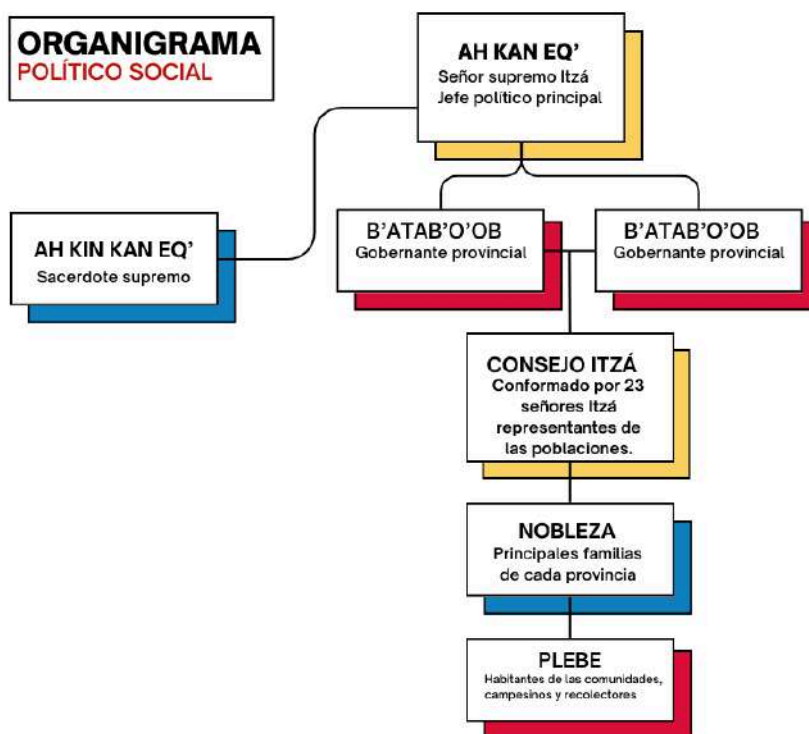 ORGANIGRAMA
POLÍTICO SOCIAL
AH KAN EQ’
Señor supremo Itzá
Jefe político principal
AH KIN KAN EQ’
Sacerdote supremo
B’ATAB’O’OB
Gobernante provincial
B’ATAB’O’OB
Gobernante provincial
CONSEJO ITZÁ
Conformado por 23
señores Itzá
representantes de
las poblaciones.
NOBLEZA
Principales familias
de cada provincia
PLEBE
Habitantes de las comunidades,
campesinos y recolectores